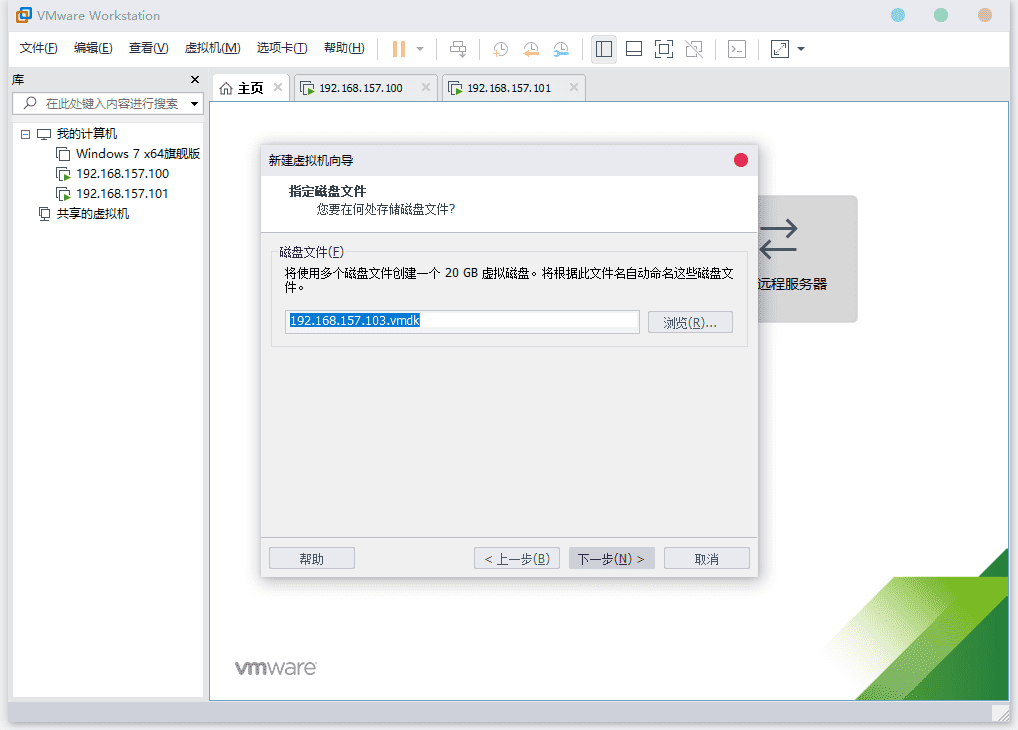 VMware Workstation
文件(F) 编辑(E) 查看(V) 虚拟机(M) 选项卡(T) 帮助(H)
库
在此处键入内容进行搜索
我的计算机
Windows 7 x64旗舰版
192.168.157.100
192.168.157.101
共享的虚拟机
主页 192.168.157.100 192.168.157.101
新建虚拟机向导
指定磁盘文件
您要在何处存储磁盘文件?
磁盘文件(F)
将使用多个磁盘文件创建一个 20 GB 虚拟磁盘。将根据此文件名自动命名这些磁盘文
件。
192.168.157.103.vmdk 浏览(R)...
远程服务器
帮助 < 上一步(B) 下一步(N) > 取消
vmware